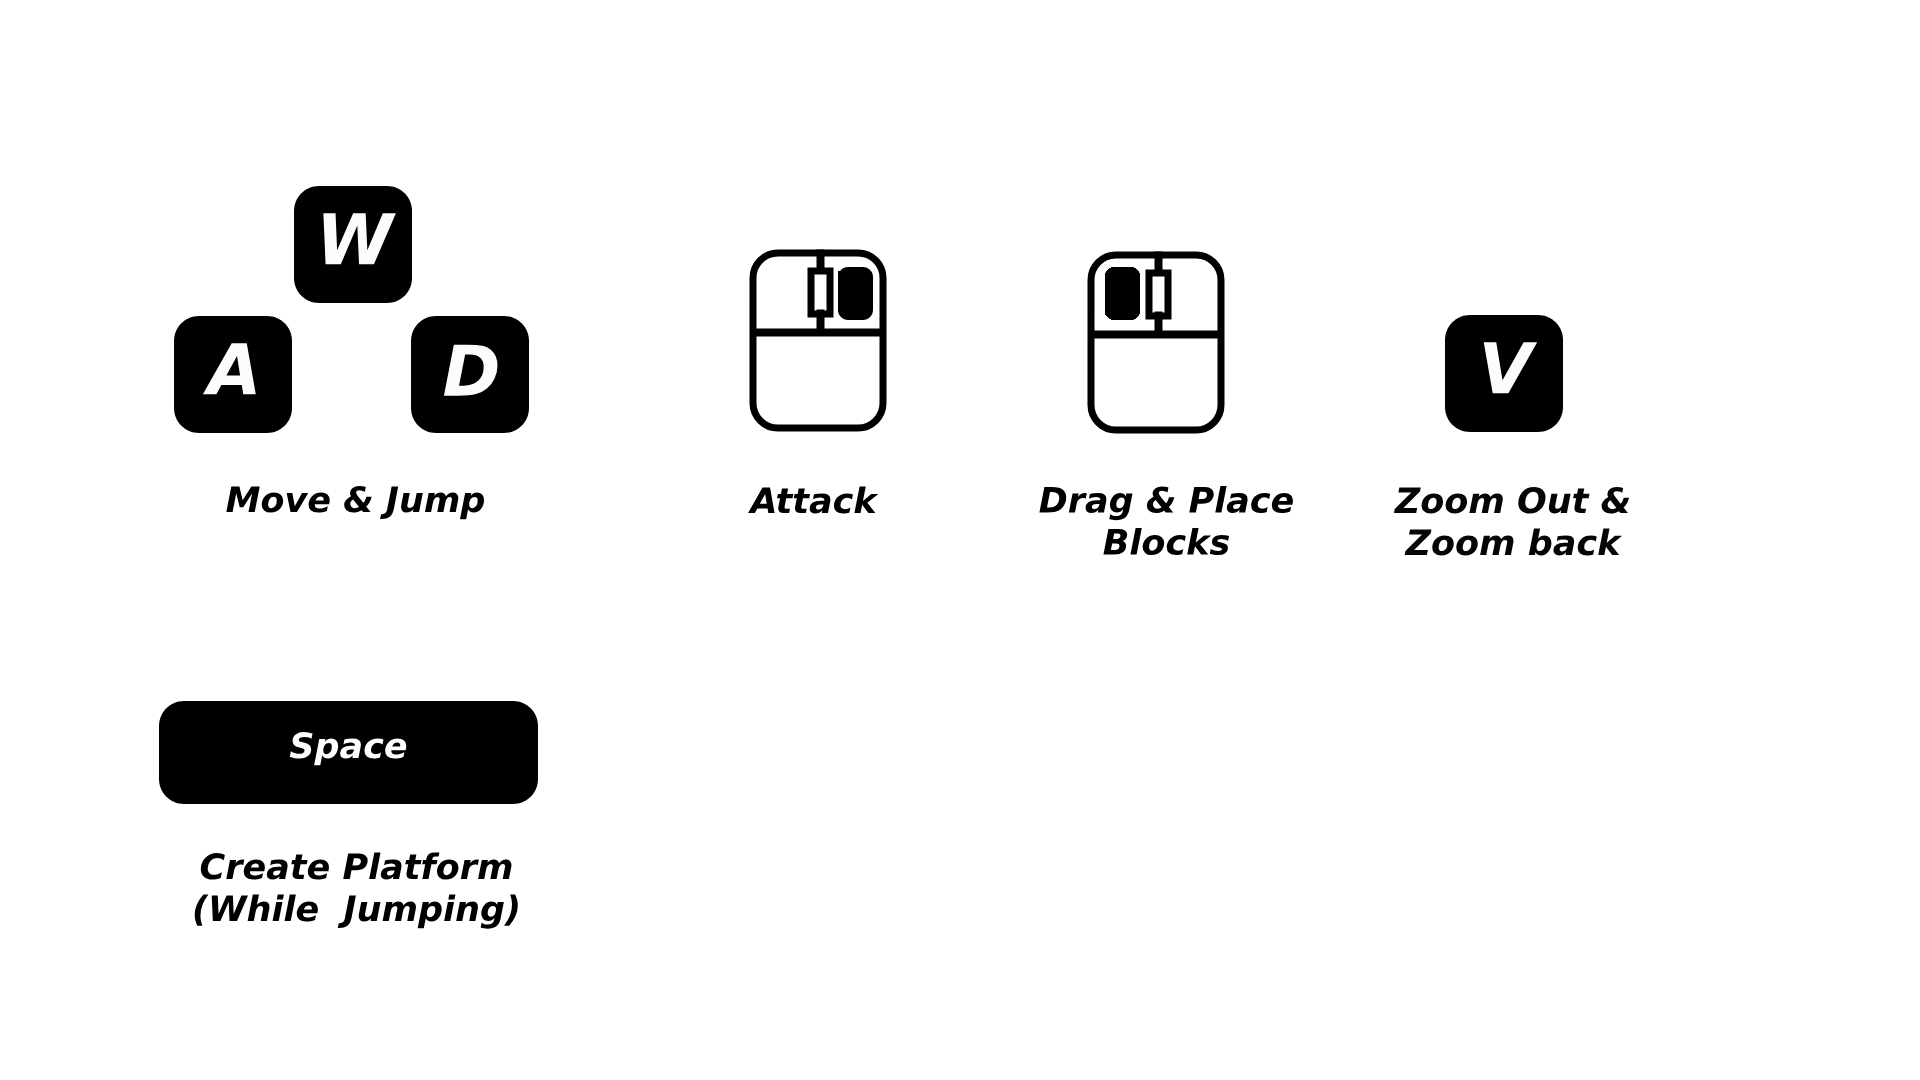 W
A
D
Move & Jump
Attack
Drag & Place
Blocks
V
Zoom Out &
Zoom back
Space
Create Platform
(While  Jumping)